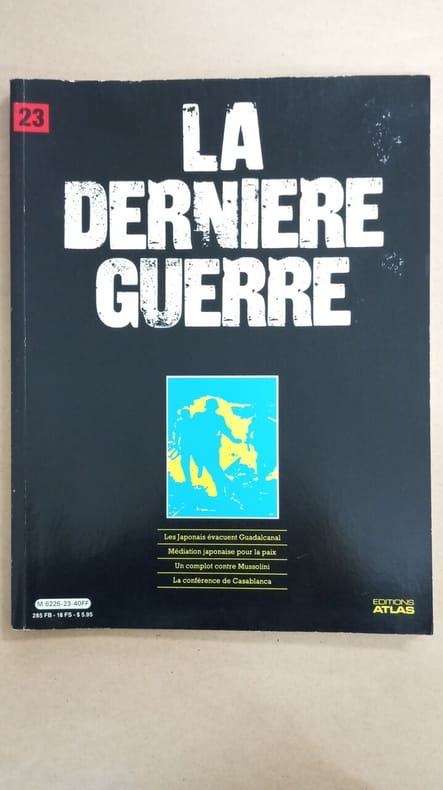 23
LA
DERNIERE
GUERRE
Les Japonais évacuent Guadalcanal
Médiation japonaise pour la paix
Un complot contre Mussolini
La conférence de Casablanca
M 6225-23-40FF
285 FB - 18 FS - $ 5.95
EDITIONS
ATLAS